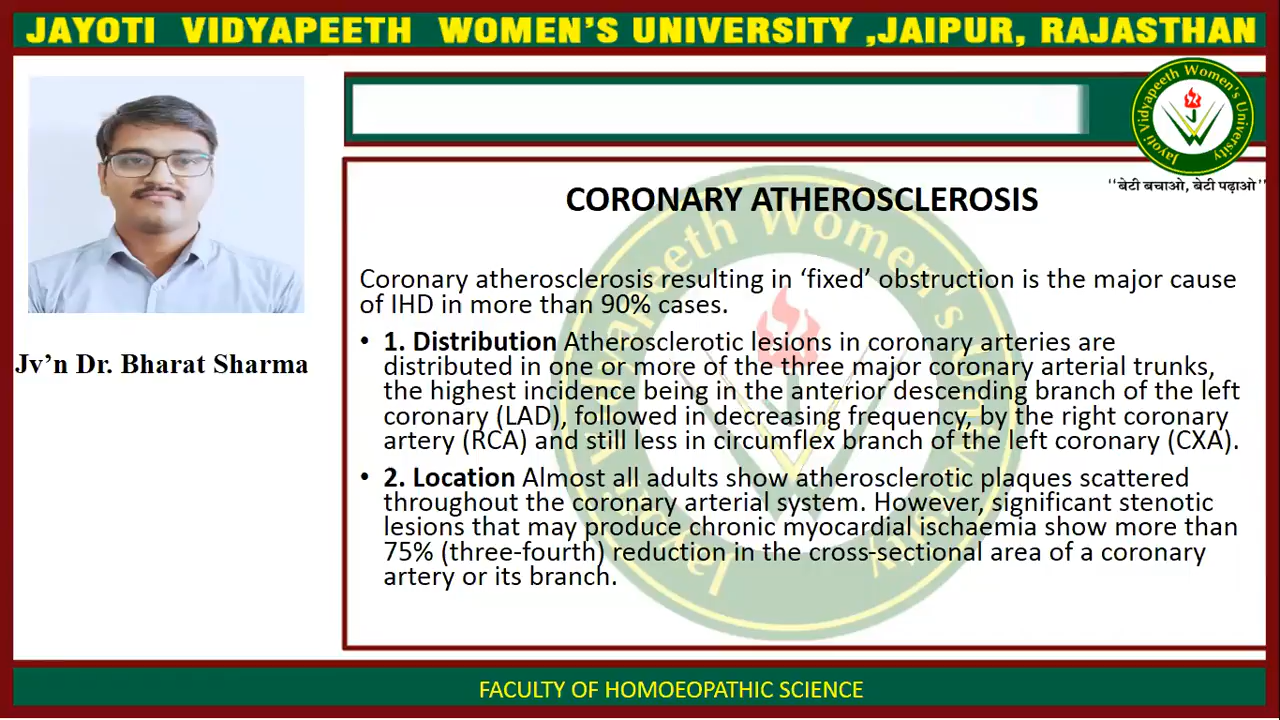 JAYOTI VIDYAPEETH WOMEN'S UNIVERSITY ,JAIPUR, RAJASTHAN
Jayoti Vidyapeeth Women's University
“बेटी बचाओ, बेटी पढ़ाओ”
Jv’n Dr. Bharat Sharma
CORONARY ATHEROSCLEROSIS
Coronary atherosclerosis resulting in ‘fixed’ obstruction is the major cause
of IHD in more than 90% cases.
• 1. Distribution Atherosclerotic lesions in coronary arteries are
distributed in one or more of the three major coronary arterial trunks,
the highest incidence being in the anterior descending branch of the left
coronary (LAD), followed in decreasing frequency, by the right coronary
artery (RCA) and still less in circumflex branch of the left coronary (CXA).
• 2. Location Almost all adults show atherosclerotic plaques scattered
throughout the coronary arterial system. However, significant stenotic
lesions that may produce chronic myocardial ischaemia show more than
75% (three-fourth) reduction in the cross-sectional area of a coronary
artery or its branch.
Jayoti Vidyapeeth Women's University
FACULTY OF HOMOEOPATHIC SCIENCE